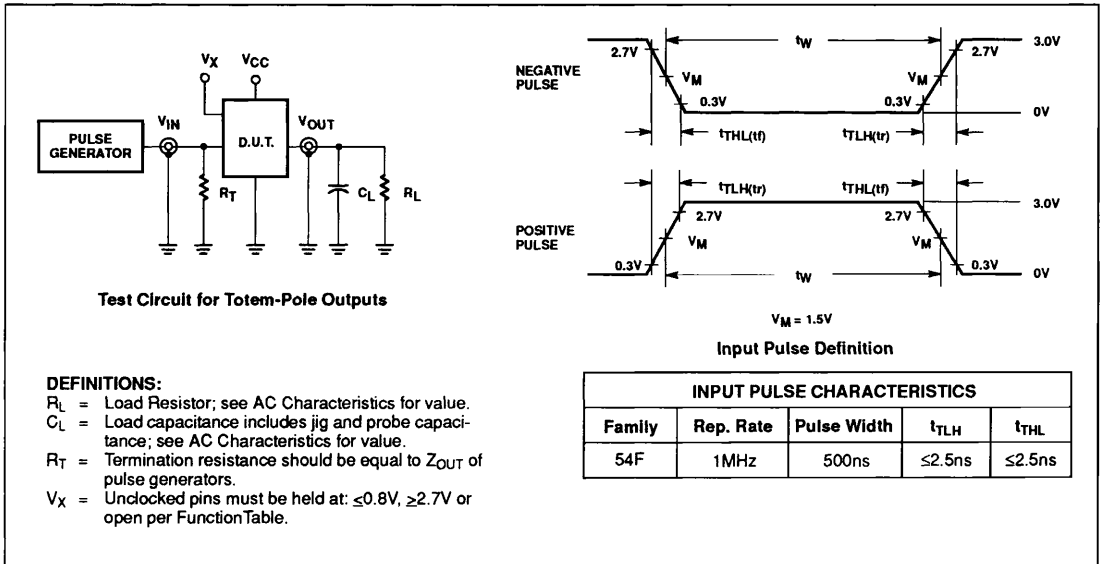 VX
VCC
VIN
VOUT
PULSE
GENERATOR
D.U.T.
RT
CL
RL
Test Circuit for Totem-Pole Outputs
NEGATIVE
PULSE
tW
3.0V
2.7V
2.7V
VM
VM
0.3V
0.3V
0V
tTHL(tf)
tTLH(tr)
tTLH(tr)
tTHL(tf)
3.0V
2.7V
2.7V
POSITIVE
PULSE
VM
VM
0.3V
0.3V
tW
0V
VM = 1.5V
Input Pulse Definition
DEFINITIONS:
RL = Load Resistor; see AC Characteristics for value.
CL = Load capacitance includes jig and probe capaci-
tance; see AC Characteristics for value.
RT = Termination resistance should be equal to ZOUT of
pulse generators.
VX = Unclocked pins must be held at: ≤0.8V, ≥2.7V or
open per FunctionTable.
INPUT PULSE CHARACTERISTICS
Family Rep. Rate Pulse Width tTLH tTHL
54F 1MHz 500ns ≤2.5ns ≤2.5ns